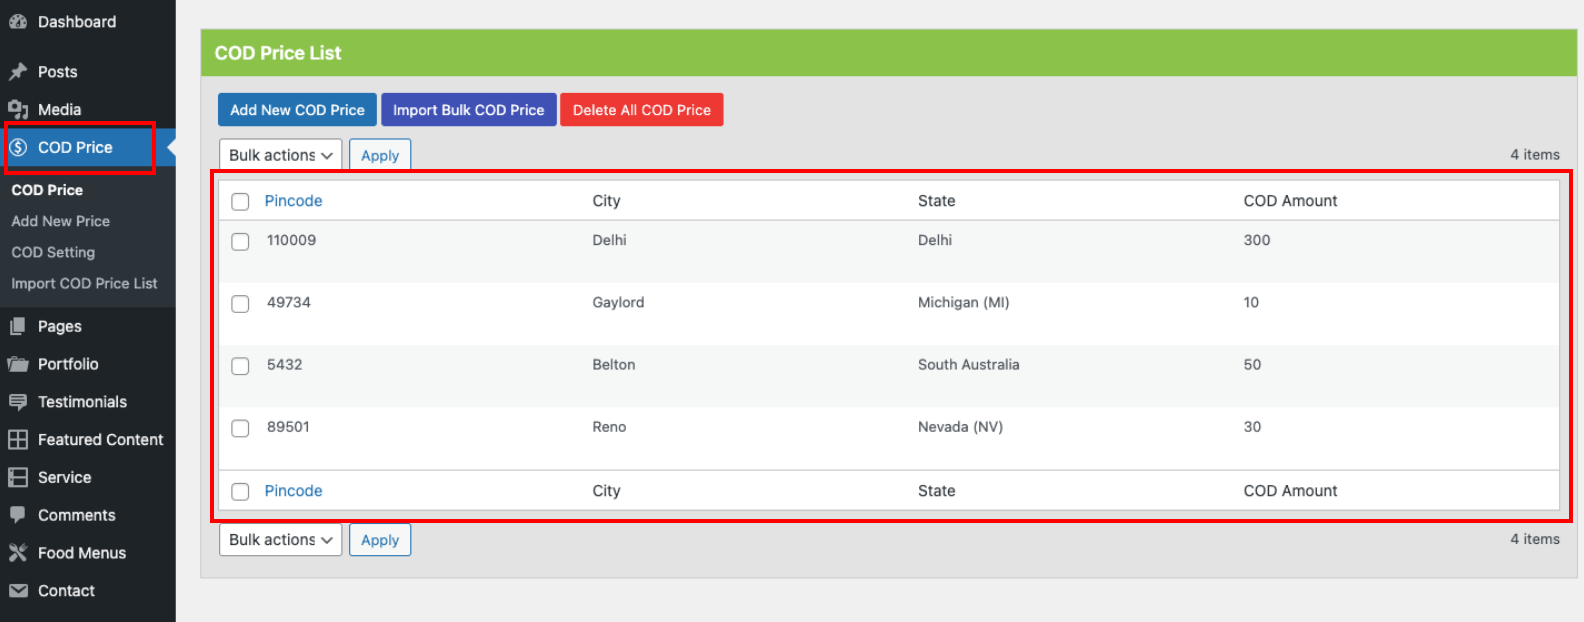 Dashboard
Posts
Media
COD Price
COD Price
Add New Price
COD Setting
Import COD Price List
Pages
Portfolio
Testimonials
Featured Content
Service
Comments
Food Menus
Contact
COD Price List
Add New COD Price Import Bulk COD Price Delete All COD Price
Bulk actions Apply 4 items
Pincode City State COD Amount
110009 Delhi Delhi 300
49734 Gaylord Michigan (MI) 10
5432 Belton South Australia 50
89501 Reno Nevada (NV) 30
Pincode City State COD Amount
Bulk actions Apply 4 items